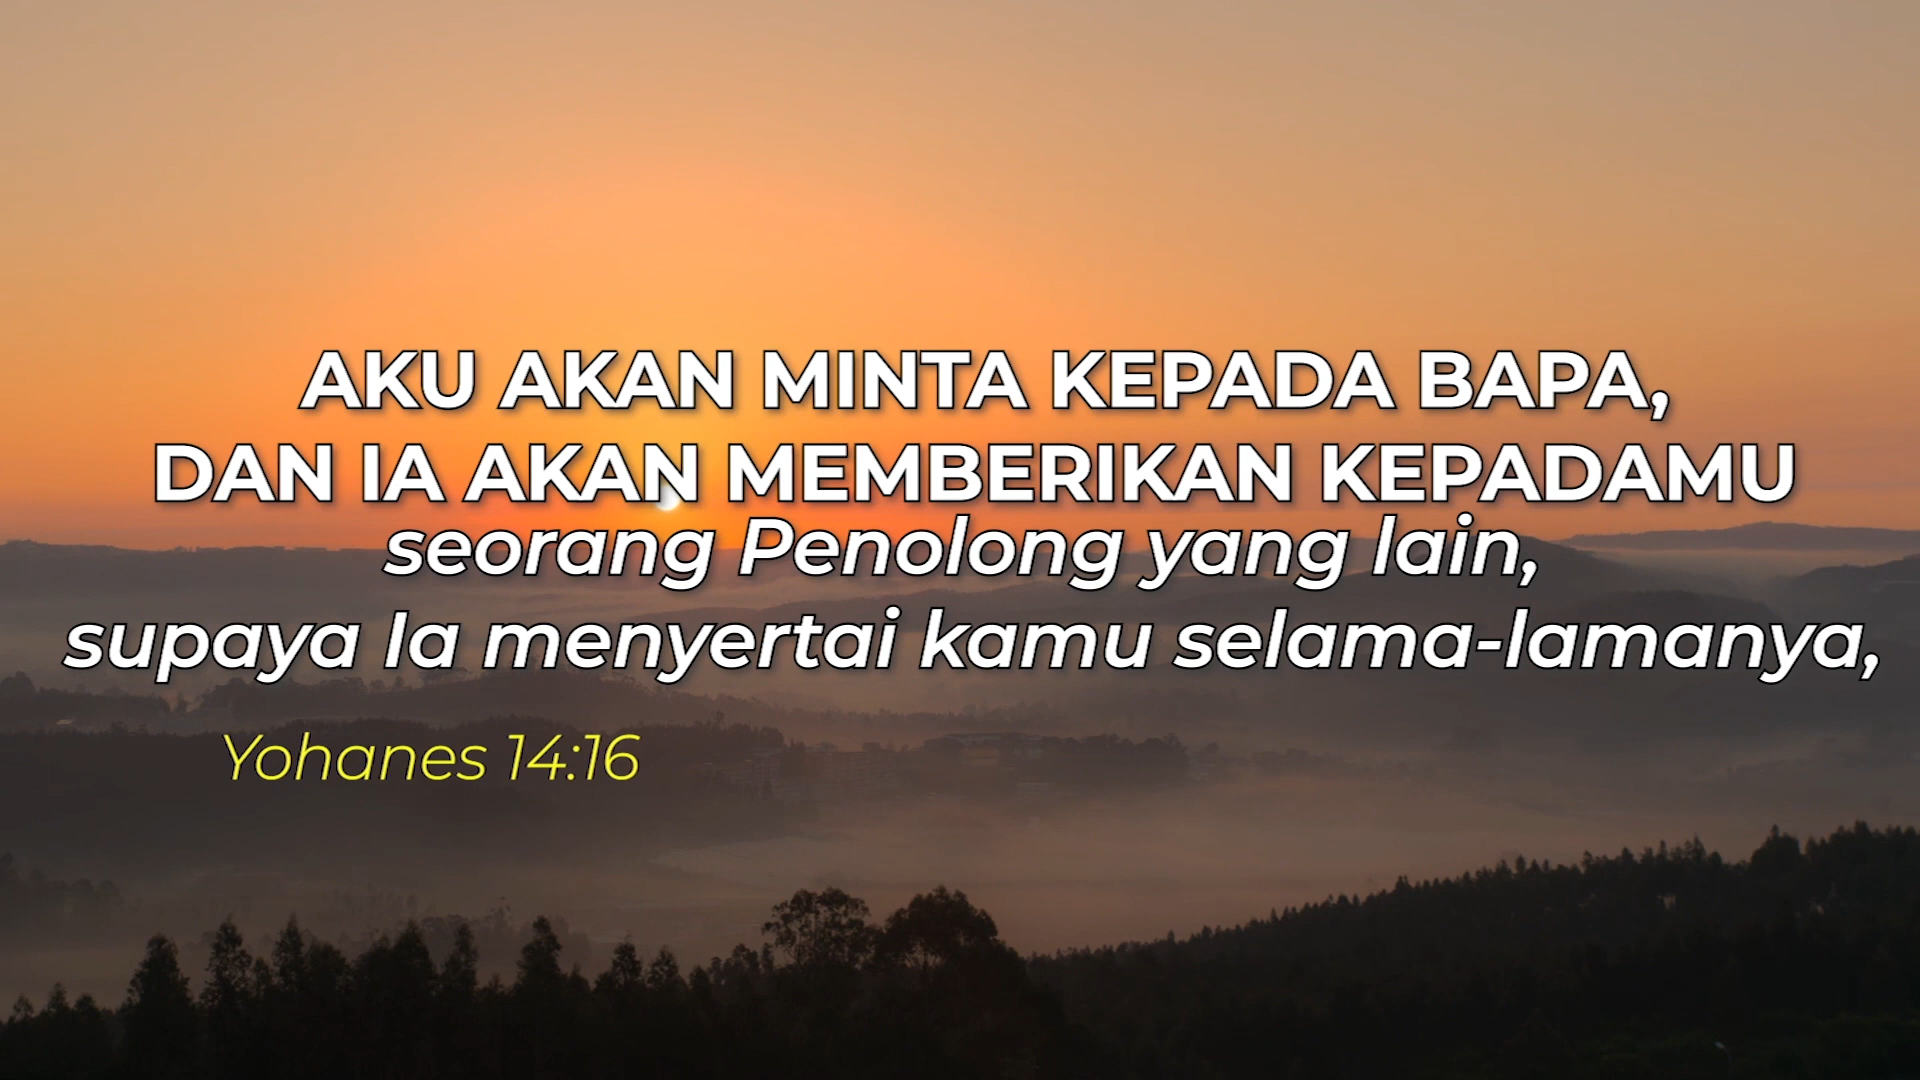 AKU AKAN MINTA KEPADA BAPA,
DAN IA AKAN MEMBERIKAN KEPADAMU
seorang Penolong yang lain,
supaya Ia menyertai kamu selama-lamanya,
Yohanes 14:16